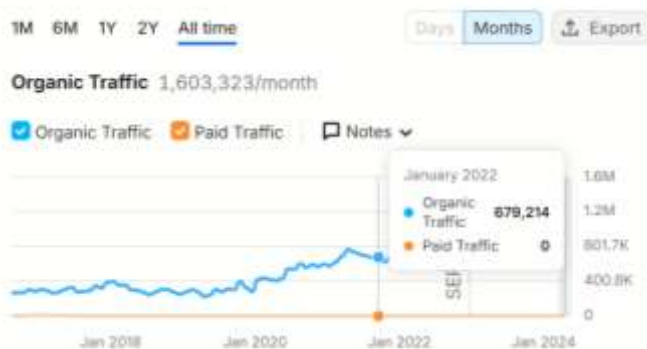 1M 6M 1Y 2Y All time Days Months Export
Organic Traffic 1,603,323/month
Organic Traffic Paid Traffic Notes
January 2022
Organic Traffic 679,214
Paid Traffic 0
1.6M
1.2M
801.7K
400.8K
0
SEI
Jan 2018 Jan 2020 Jan 2022 Jan 2024